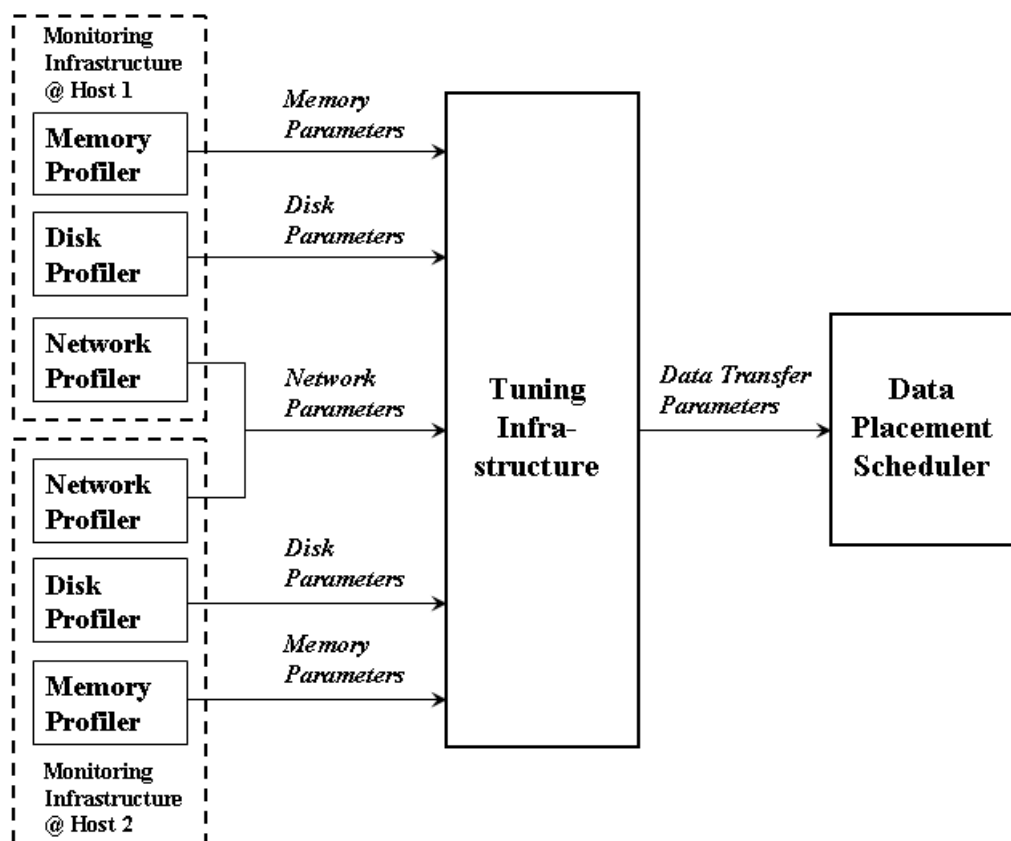 Monitoring
Infrastructure
@ Host 1
Memory
Profiler
Disk
Profiler
Network
Profiler
Network
Profiler
Disk
Profiler
Memory
Profiler
Monitoring
Infrastructure
@ Host 2
Memory
Parameters
Disk
Parameters
Network
Parameters
Disk
Parameters
Memory
Parameters
Tuning
Infra-
structure
Data Transfer
Parameters
Data
Placement
Scheduler